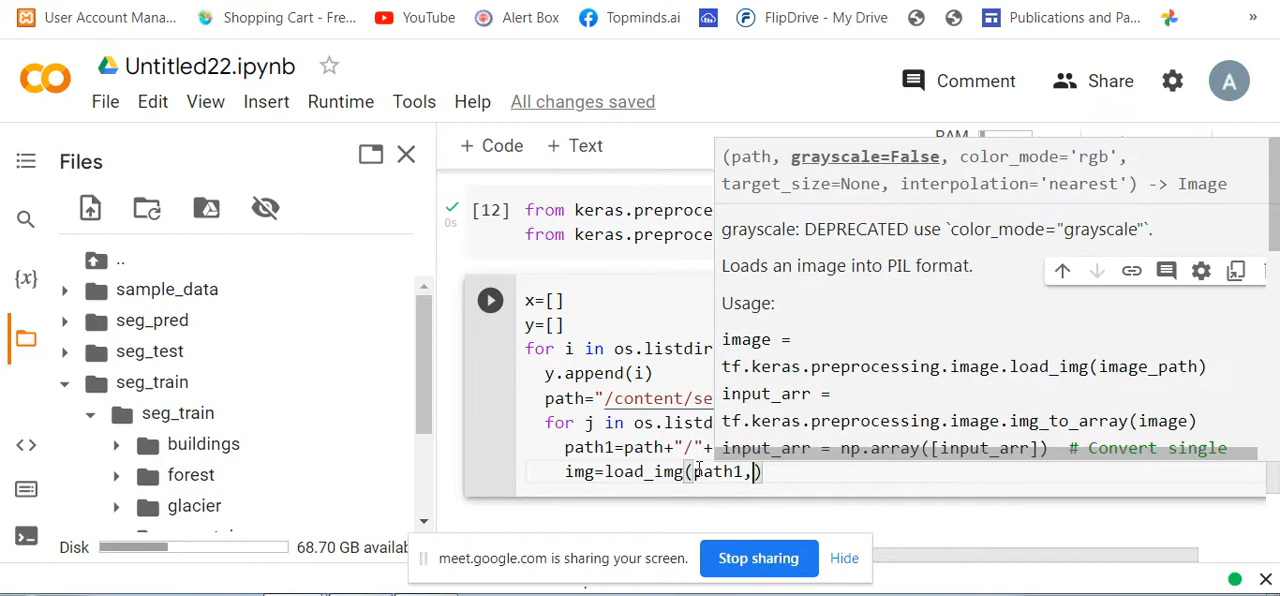 User Account Mana... Shopping Cart - Fre... YouTube Alert Box Topminds.ai FlipDrive - My Drive Publications and Pa... »
CO Untitled22.ipynb
File Edit View Insert Runtime Tools Help All changes saved
Comment Share A
Files
+ Code + Text
(path, grayscale=False, color_mode='rgb',
target_size=None, interpolation='nearest') -> Image
grayscale: DEPRECATED use `color_mode="grayscale"`.
Loads an image into PIL format.
Usage:
image =
tf.keras.preprocessing.image.load_img(image_path)
input_arr =
tf.keras.preprocessing.image.img_to_array(image)
input_arr = np.array([input_arr]) # Convert single
[12] from keras.preproce
0s from keras.preproce
x=[]
y=[]
for i in os.listdir
y.append(i)
path="/content/se
for j in os.listd
path1=path+"/"+
img=load_img(path1,)
{x}
..
sample_data
seg_pred
seg_test
seg_train
seg_train
buildings
forest
glacier
Disk 68.70 GB availab
meet.google.com is sharing your screen. Stop sharing Hide